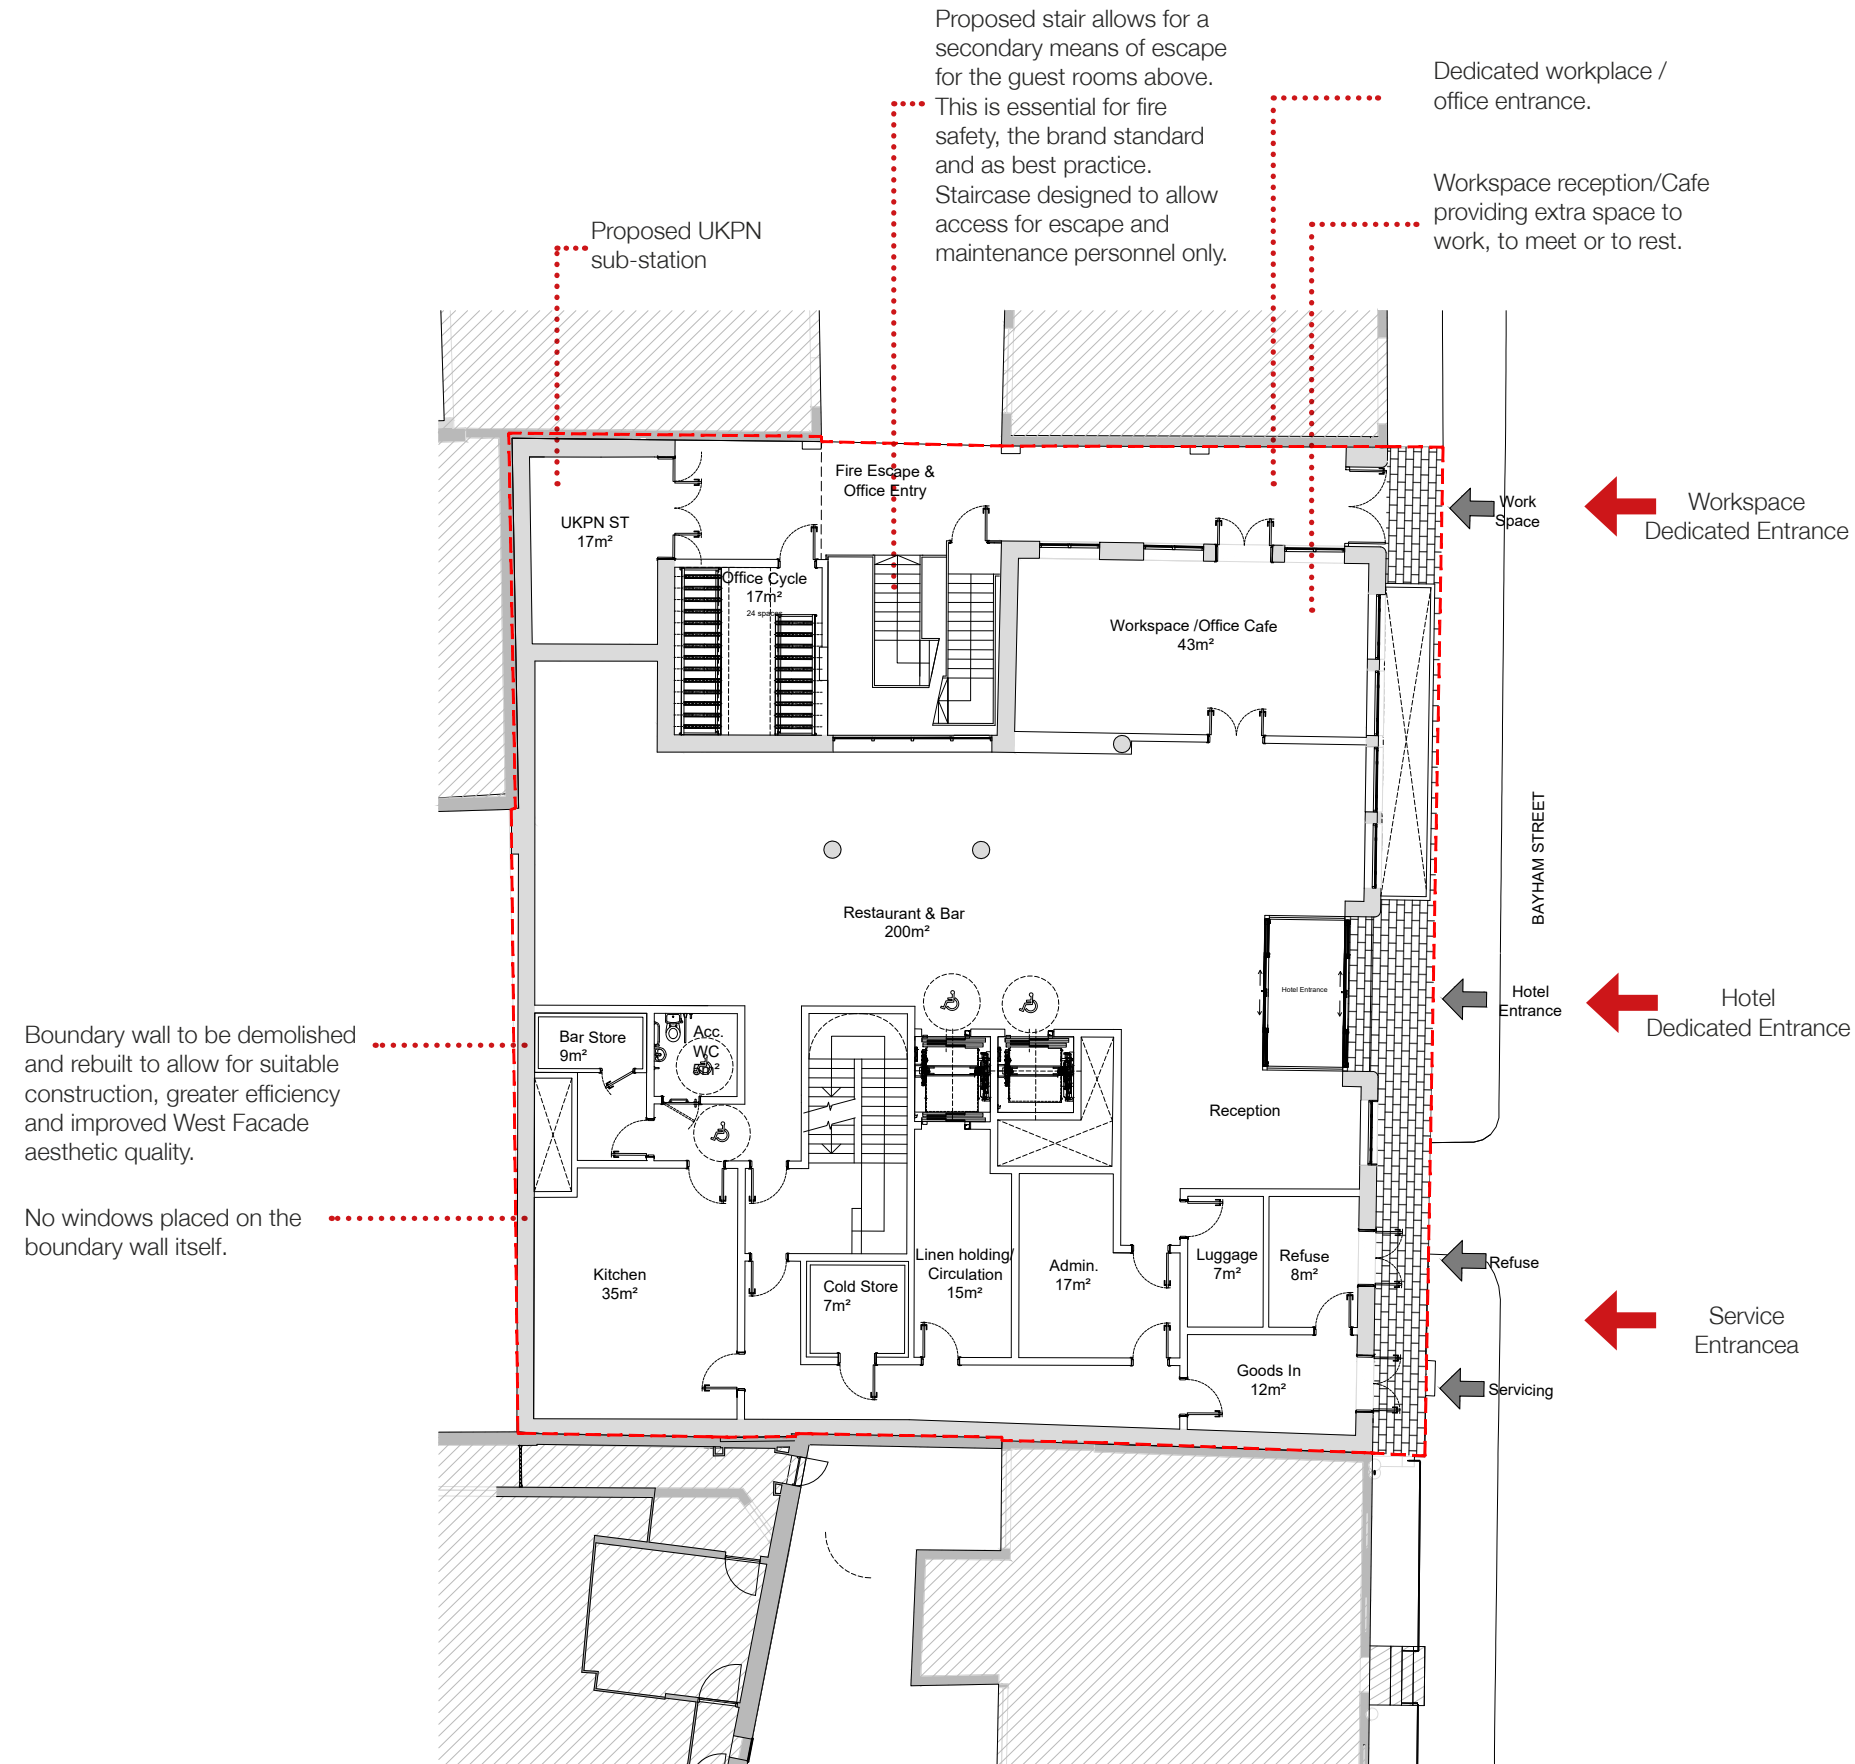 Proposed stair allows for a
secondary means of escape
for the guest rooms above.
This is essential for fire
safety, the brand standard
and as best practice.
Staircase designed to allow
access for escape and
maintenance personnel only.
Dedicated workplace /
office entrance.
Workspace reception/Cafe
providing extra space to
work, to meet or to rest.
Proposed UKPN
sub-station
Fire Escape &
Office Entry
UKPN ST
17m²
Office Cycle
17m²
24 spaces
Workspace /Office Cafe
43m²
Work
Space
Workspace
Dedicated Entrance
BAYHAM STREET
Restaurant & Bar
200m²
Hotel Entrance
Hotel
Entrance
Hotel
Dedicated Entrance
Boundary wall to be demolished
and rebuilt to allow for suitable
construction, greater efficiency
and improved West Facade
aesthetic quality.
Bar Store
9m²
Acc.
WC
Reception
No windows placed on the
boundary wall itself.
Kitchen
35m²
Cold Store
7m²
Linen holding/
Circulation
15m²
Admin.
17m²
Luggage
7m²
Refuse
8m²
Refuse
Goods In
12m²
Service
Entrancea
Servicing